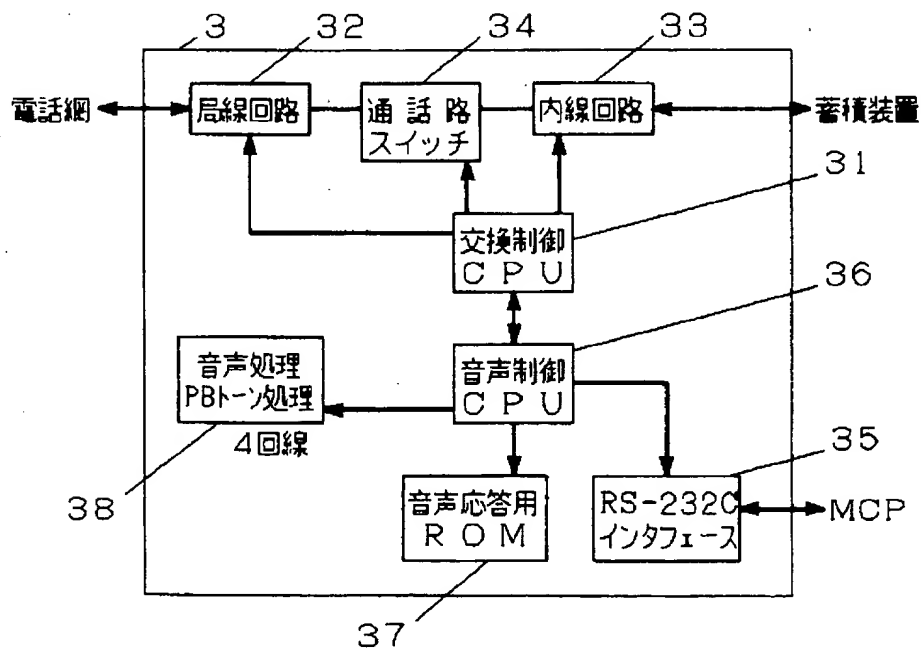 3
32
34
33
電話網
局線回路
通話路
スイッチ
内線回路
蓄積装置
31
交換制御
CPU
36
音声処理
PBトーン処理
4回線
音声制御
CPU
35
38
音声応答用
ROM
RS-232C
インタフェース
MCP
37